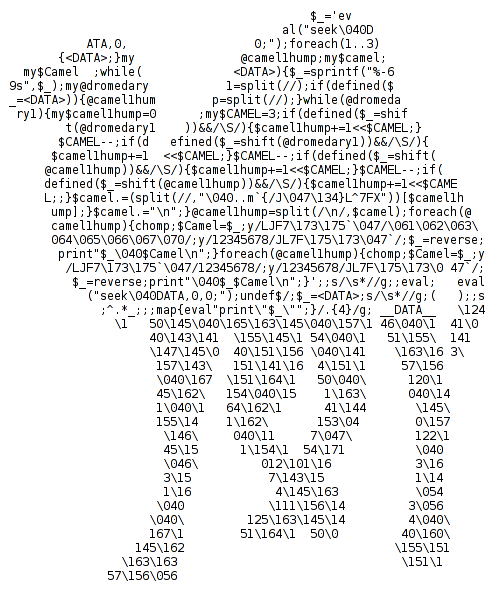 $_='ev
al("seek\040D
ATA,0, 0;");foreach(1..3)
{<DATA>;}my @camel1hump;my$camel;
my$Camel ;while( <DATA>){$_=sprintf("%-6
9s",$_);my@dromedary 1=split(//);if(defined($
_=<DATA>)){@camel1hum p=split(//);}while(@dromeda
ry1){my$camel1hump=0 ;my$CAMEL=3;if(defined($_=shif
t(@dromedary1 ))&&/\S/){$camel1hump+=1<<$CAMEL;}
$CAMEL--;if(d efined($_=shift(@dromedary1))&&/\S/){
$camel1hump+=1 <<$CAMEL;}$CAMEL--;if(defined($_=shift(
@camel1hump))&&/\S/){$camel1hump+=1<<$CAMEL;}$CAMEL--;if(
defined($_=shift(@camel1hump))&&/\S/){$camel1hump+=1<<$CAME
L;;}$camel.=(split(//,"\040..m`{/J\047\134}L^7FX"))[$camel1h
ump];}$camel.="\n";}@camel1hump=split(/\n/,$camel);foreach(@
camel1hump){chomp;$Camel=$_;y/LJF7\173\175`\047/\061\062\063\
064\065\066\067\070/;y/12345678/JL7F\175\173\047`/;$_=reverse;
print"$_\040$Camel\n";}foreach(@camel1hump){chomp;$Camel=$_;y
/LJF7\173\175`\047/12345678/;y/12345678/JL7F\175\173\0 47`/;
$_=reverse;print"\040$_$Camel\n";}';;s/\s*//g;;eval; eval
("seek\040DATA,0,0;");undef$/;$_=<DATA>;s/\s*//g;( );;s
;^.*_;;;map{eval"print\"$_\"";}/.{4}/g; __DATA__ \124
\1 50\145\040\165\163\145\040\157\1 46\040\1 41\0
40\143\141 \155\145\1 54\040\1 51\155\ 141
\147\145\0 40\151\156 \040\141 \163\16 3\
157\143\ 151\141\16 4\151\1 57\156
\040\167 \151\164\1 50\040\ 120\1
45\162\ 154\040\15 1\163\ 040\14
1\040\1 64\162\1 41\144 \145\
155\14 1\162\ 153\04 0\157
\146\ 040\11 7\047\ 122\1
45\15 1\154\1 54\171 \040
\046\ 012\101\16 3\16
3\15 7\143\15 1\14
1\16 4\145\163 \054
\040 \111\156\14 3\056
\040\ 125\163\145\14 4\040\
167\1 51\164\1 50\0 40\160\
145\162 \155\151\
\163\163 \151\1
57\156\056